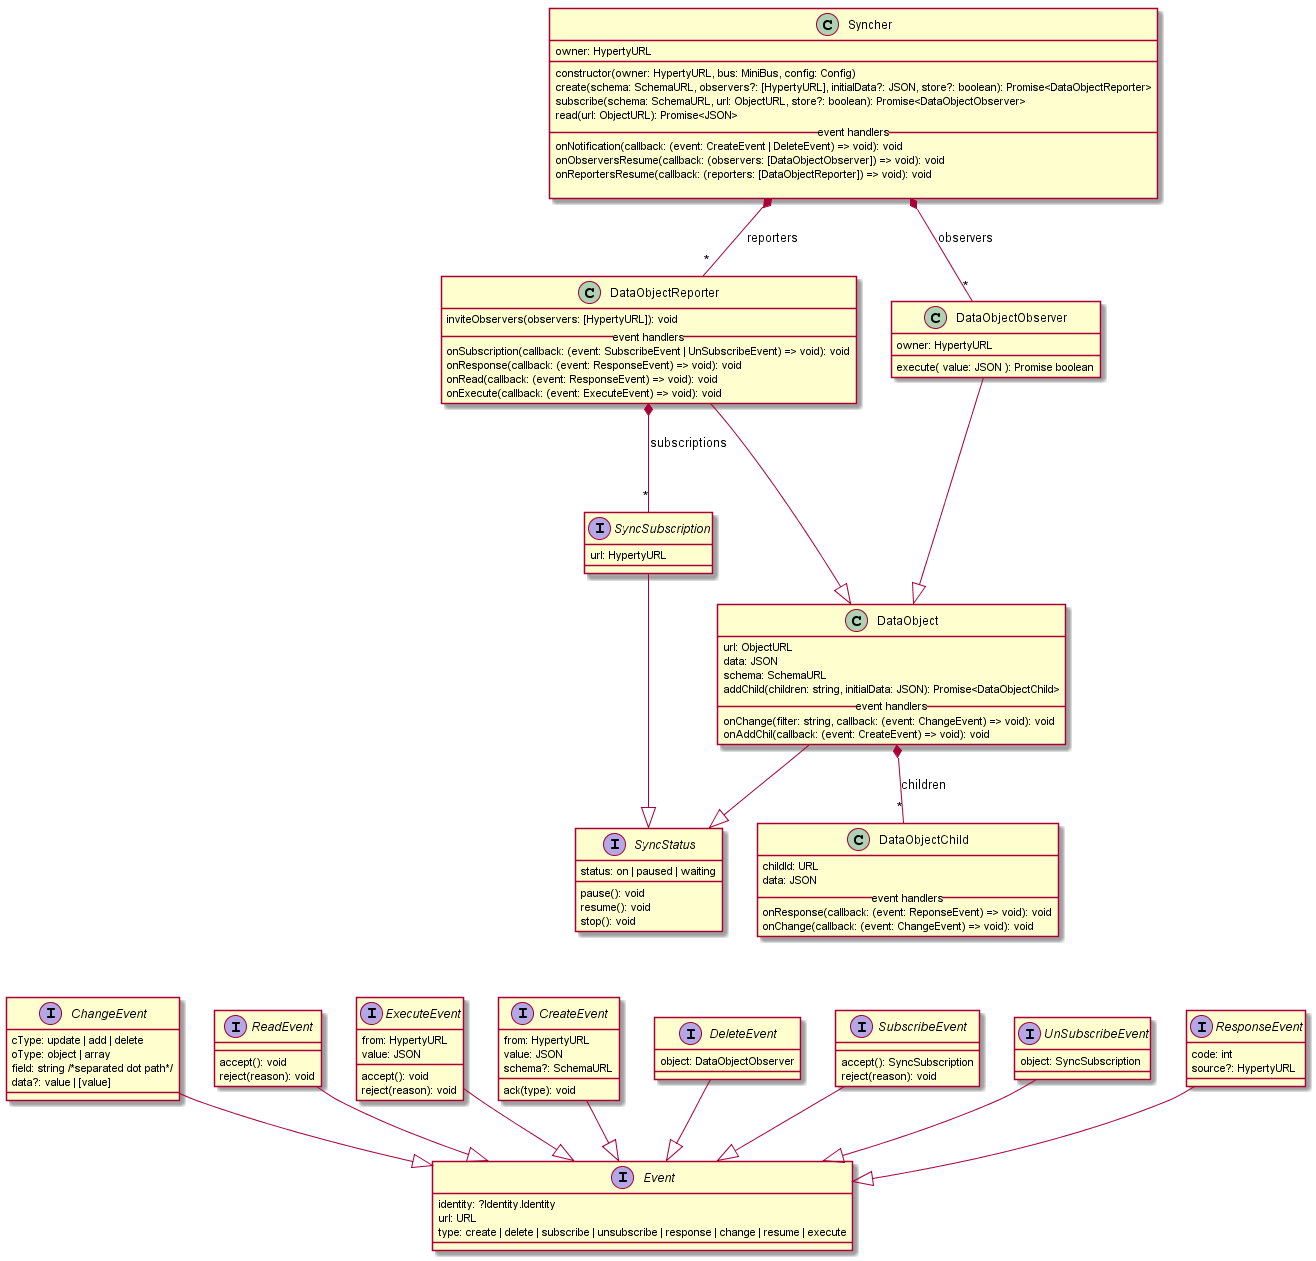 C Syncher
owner: HypertyURL
constructor(owner: HypertyURL, bus: MiniBus, config: Config)
create(schema: SchemaURL, observers?: [HypertyURL], initialData?: JSON, store?: boolean): Promise<DataObjectReporter>
subscribe(schema: SchemaURL, url: ObjectURL, store?: boolean): Promise<DataObjectObserver>
read(url: ObjectURL): Promise<JSON>
event handlers
onNotification(callback: (event: CreateEvent | DeleteEvent) => void): void
onObserversResume(callback: (observers: [DataObjectObserver]) => void): void
onReportersResume(callback: (reporters: [DataObjectReporter]) => void): void
reporters
observers
*
*
C DataObjectReporter
inviteObservers(observers: [HypertyURL]): void
event handlers
onSubscription(callback: (event: SubscribeEvent | UnSubscribeEvent) => void): void
onResponse(callback: (event: ResponseEvent) => void): void
onRead(callback: (event: ResponseEvent) => void): void
onExecute(callback: (event: ExecuteEvent) => void): void
C DataObjectObserver
owner: HypertyURL
execute( value: JSON ): Promise boolean
subscriptions
*
I SyncSubscription
url: HypertyURL
C DataObject
url: ObjectURL
data: JSON
schema: SchemaURL
addChild(children: string, initialData: JSON): Promise<DataObjectChild>
event handlers
onChange(filter: string, callback: (event: ChangeEvent) => void): void
onAddChil(callback: (event: CreateEvent) => void): void
children
*
I SyncStatus
status: on | paused | waiting
pause(): void
resume(): void
stop(): void
C DataObjectChild
childId: URL
data: JSON
event handlers
onResponse(callback: (event: ReponseEvent) => void): void
onChange(callback: (event: ChangeEvent) => void): void
I ChangeEvent
cType: update | add | delete
oType: object | array
field: string /*separated dot path*/
data?: value | [value]
I ReadEvent
accept(): void
reject(reason): void
I ExecuteEvent
from: HypertyURL
value: JSON
accept(): void
reject(reason): void
I CreateEvent
from: HypertyURL
value: JSON
schema?: SchemaURL
ack(type): void
I DeleteEvent
object: DataObjectObserver
I SubscribeEvent
accept(): SyncSubscription
reject(reason): void
I UnSubscribeEvent
object: SyncSubscription
I ResponseEvent
code: int
source?: HypertyURL
I Event
identity: ?Identity.Identity
url: URL
type: create | delete | subscribe | unsubscribe | response | change | resume | execute